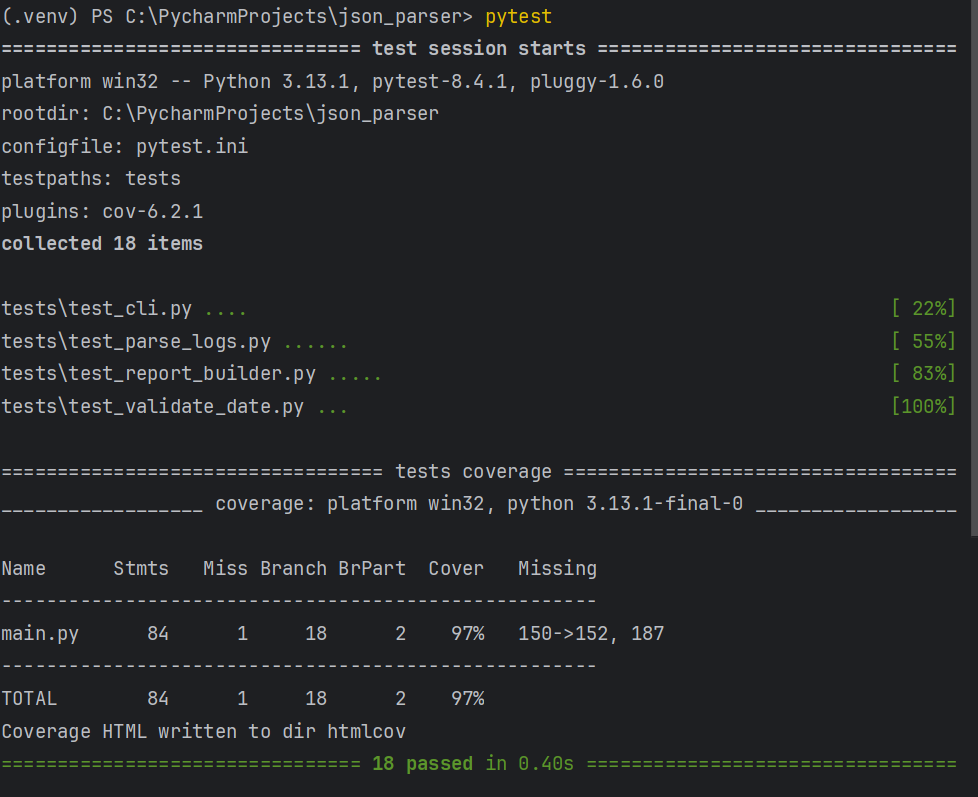 (.venv) PS C:\PycharmProjects\json_parser> pytest
================================ test session starts ================================
platform win32 -- Python 3.13.1, pytest-8.4.1, pluggy-1.6.0
rootdir: C:\PycharmProjects\json_parser
configfile: pytest.ini
testpaths: tests
plugins: cov-6.2.1
collected 18 items
tests\test_cli.py .... [ 22%]
tests\test_parse_logs.py ...... [ 55%]
tests\test_report_builder.py ..... [ 83%]
tests\test_validate_date.py ... [100%]
================================== tests coverage ===================================
__________________ coverage: platform win32, python 3.13.1-final-0 __________________
Name      Stmts   Miss Branch BrPart  Cover   Missing
-----------------------------------------------------
main.py      84      1     18      2    97%   150->152, 187
-----------------------------------------------------
TOTAL        84      1     18      2    97%
Coverage HTML written to dir htmlcov
================================ 18 passed in 0.40s =================================